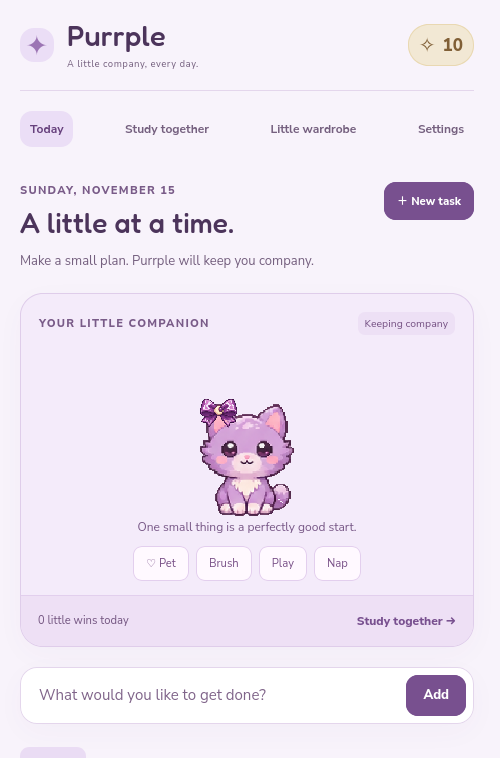 Purrple
A little company, every day.
10
Today
Study together
Little wardrobe
Settings
SUNDAY, NOVEMBER 15
A little at a time.
+ New task
Make a small plan. Purrple will keep you company.
YOUR LITTLE COMPANION
Keeping company
One small thing is a perfectly good start.
♡ Pet
Brush
Play
Nap
0 little wins today
Study together →
What would you like to get done?
Add